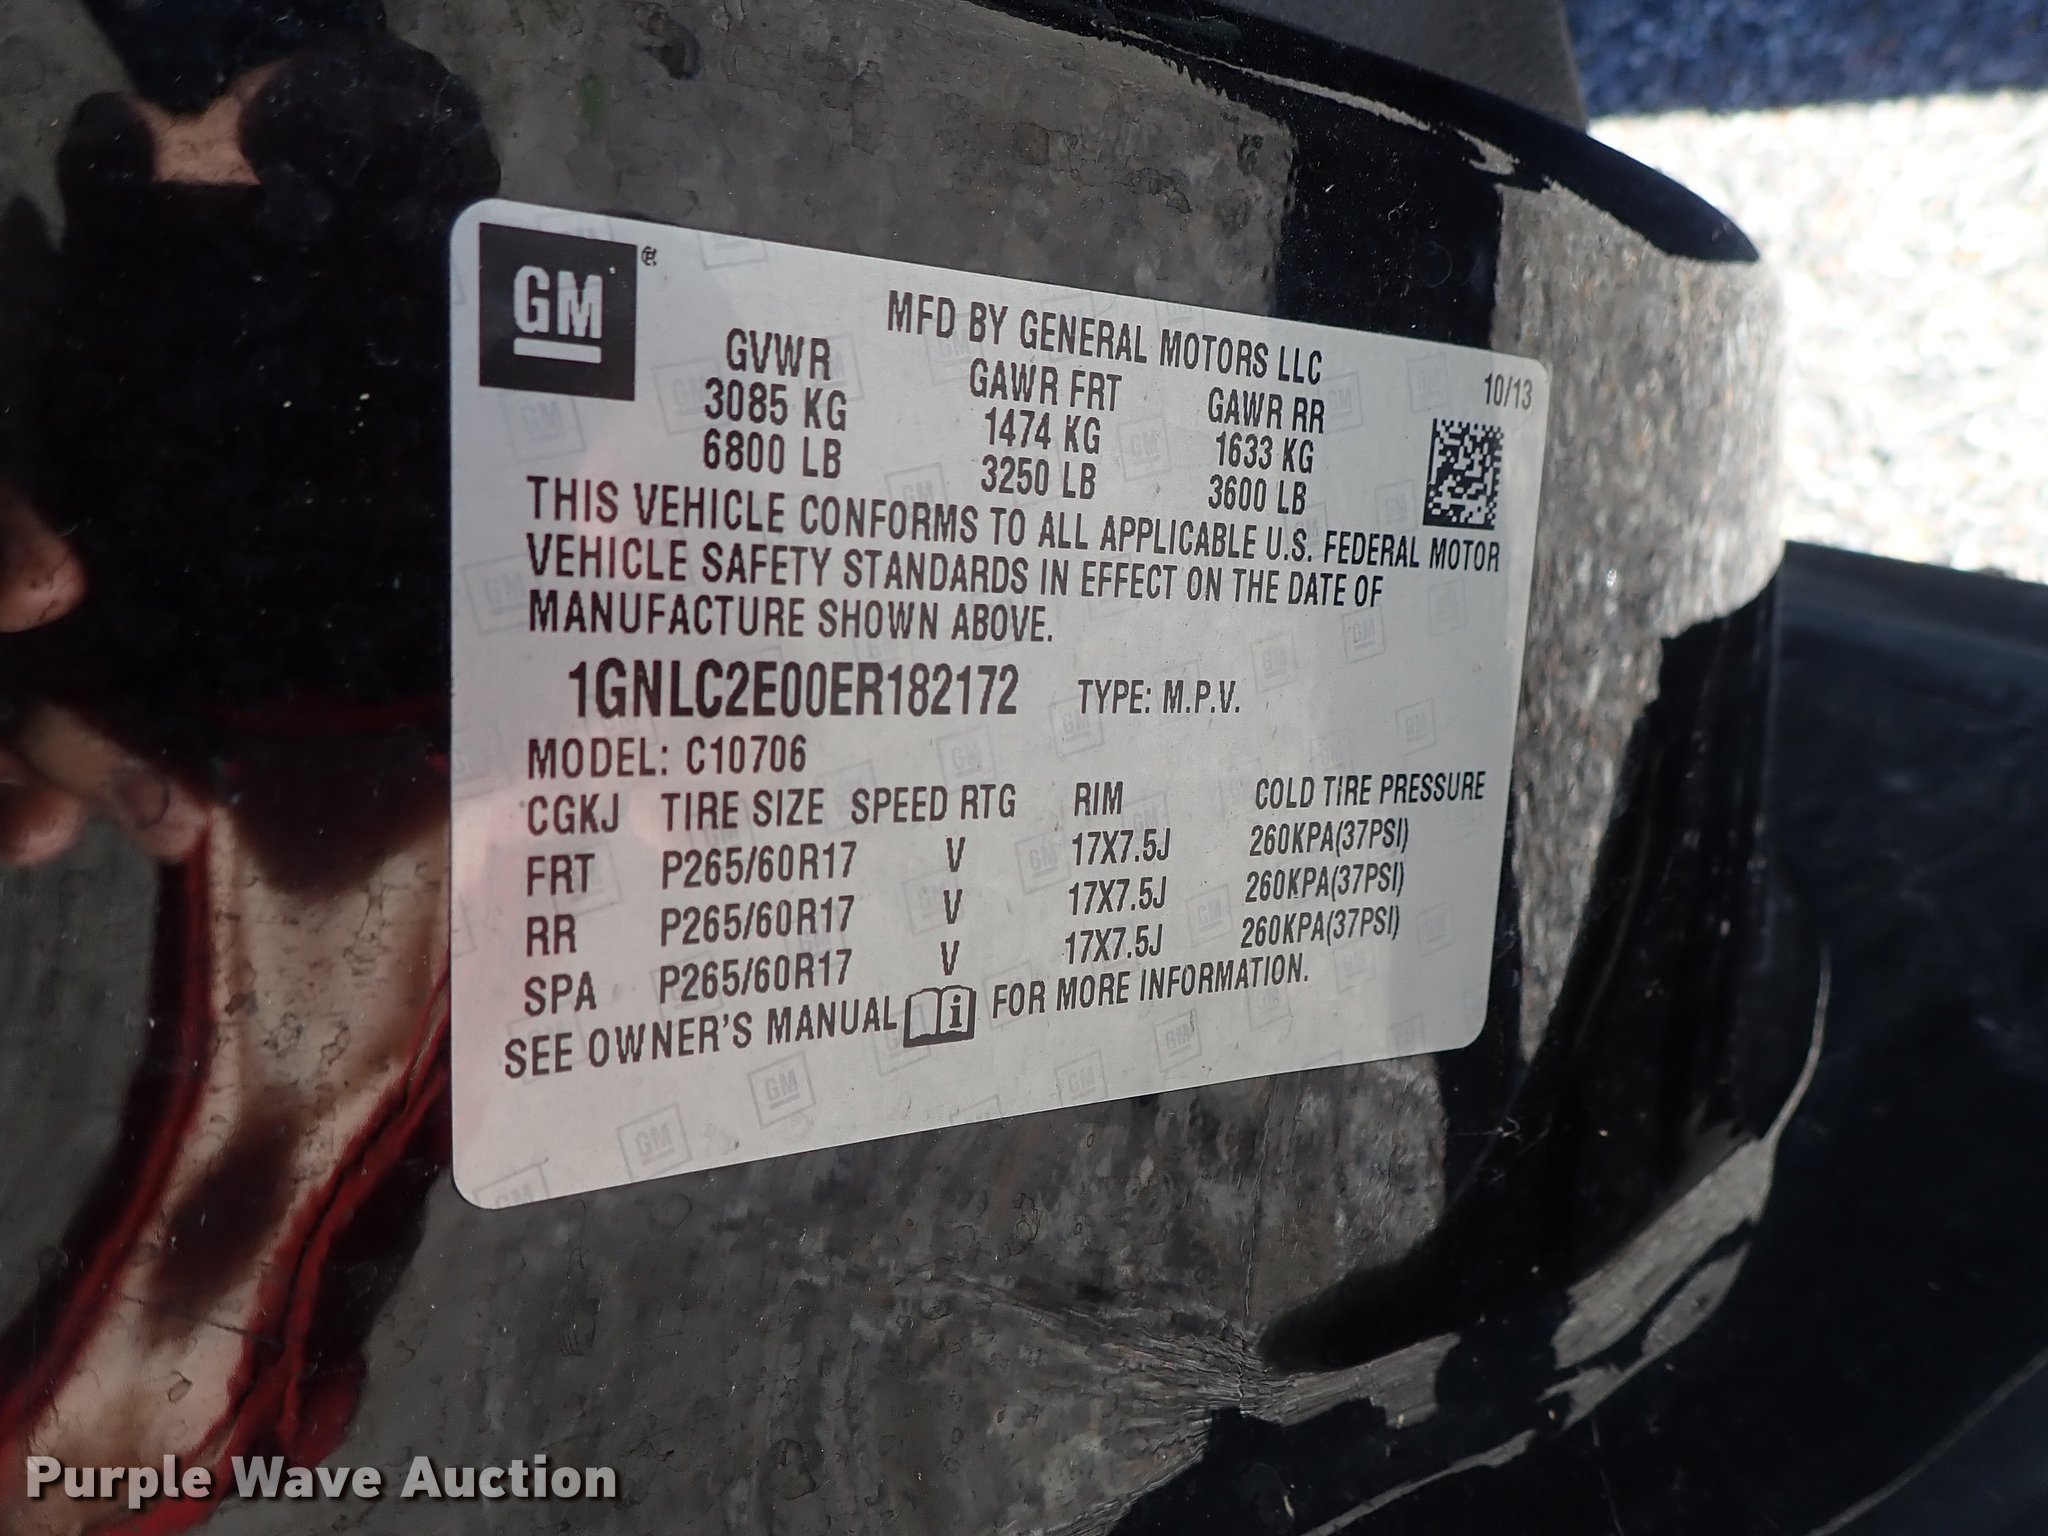 GM®
MFD BY GENERAL MOTORS LLC
10/13
GVWR GAWR FRT GAWR RR
3085 KG 1474 KG 1633 KG
6800 LB 3250 LB 3600 LB
THIS VEHICLE CONFORMS TO ALL APPLICABLE U.S. FEDERAL MOTOR
VEHICLE SAFETY STANDARDS IN EFFECT ON THE DATE OF
MANUFACTURE SHOWN ABOVE.
1GNLC2E00ER182172 TYPE: M.P.V.
MODEL: C10706
CGKJ TIRE SIZE SPEED RTG RIM COLD TIRE PRESSURE
FRT P265/60R17 V 17X7.5J 260KPA(37PSI)
RR P265/60R17 V 17X7.5J 260KPA(37PSI)
SPA P265/60R17 V 17X7.5J 260KPA(37PSI)
SEE OWNER'S MANUAL i FOR MORE INFORMATION.
Purple Wave Auction